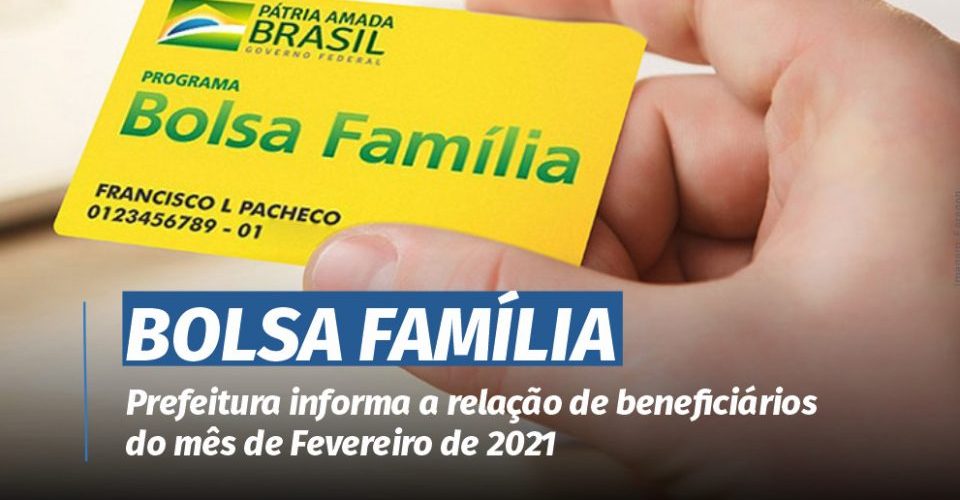 PÁTRIA AMADA
BRASIL
GOVERNO FEDERAL
PROGRAMA
Bolsa Família
FRANCISCO L PACHECO
0123456789 - 01
BOLSA FAMÍLIA
Prefeitura informa a relação de beneficiários
do mês de Fevereiro de 2021